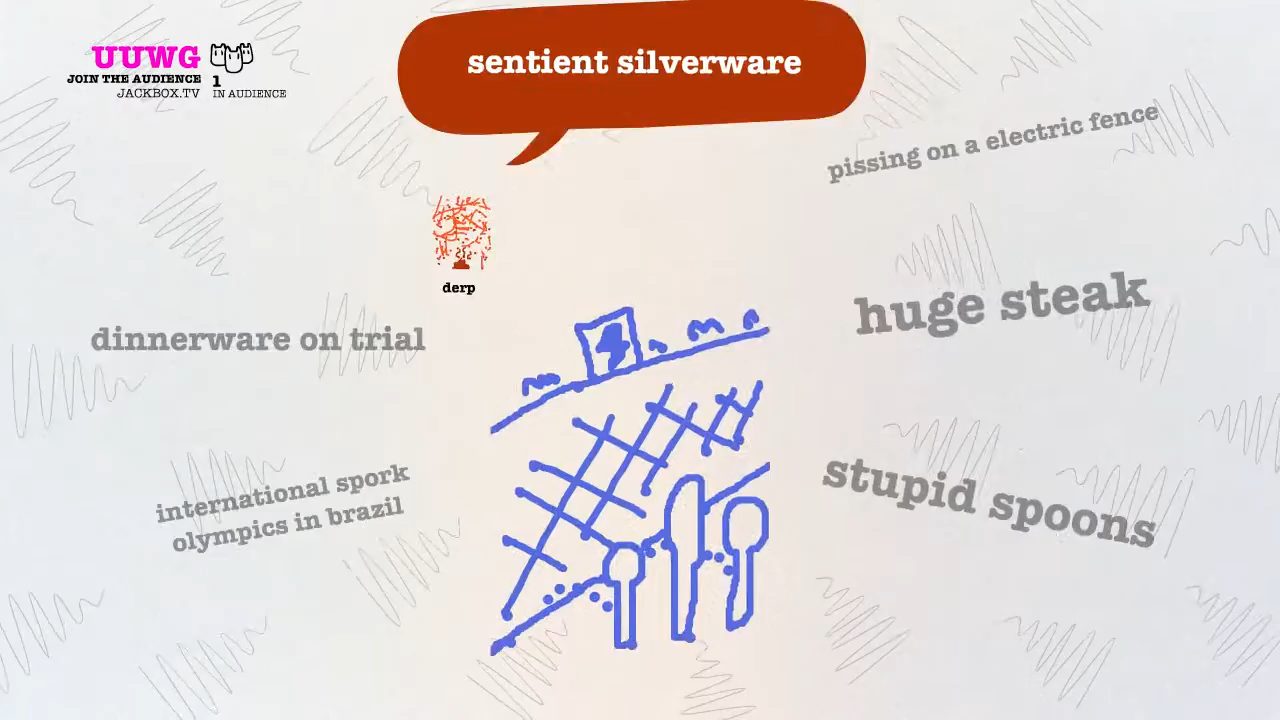 UUWG
JOIN THE AUDIENCE
JACKBOX.TV
1
IN AUDIENCE
sentient silverware
pissing on a electric fence
derp
huge steak
dinnerware on trial
stupid spoons
international spork
olympics in brazil